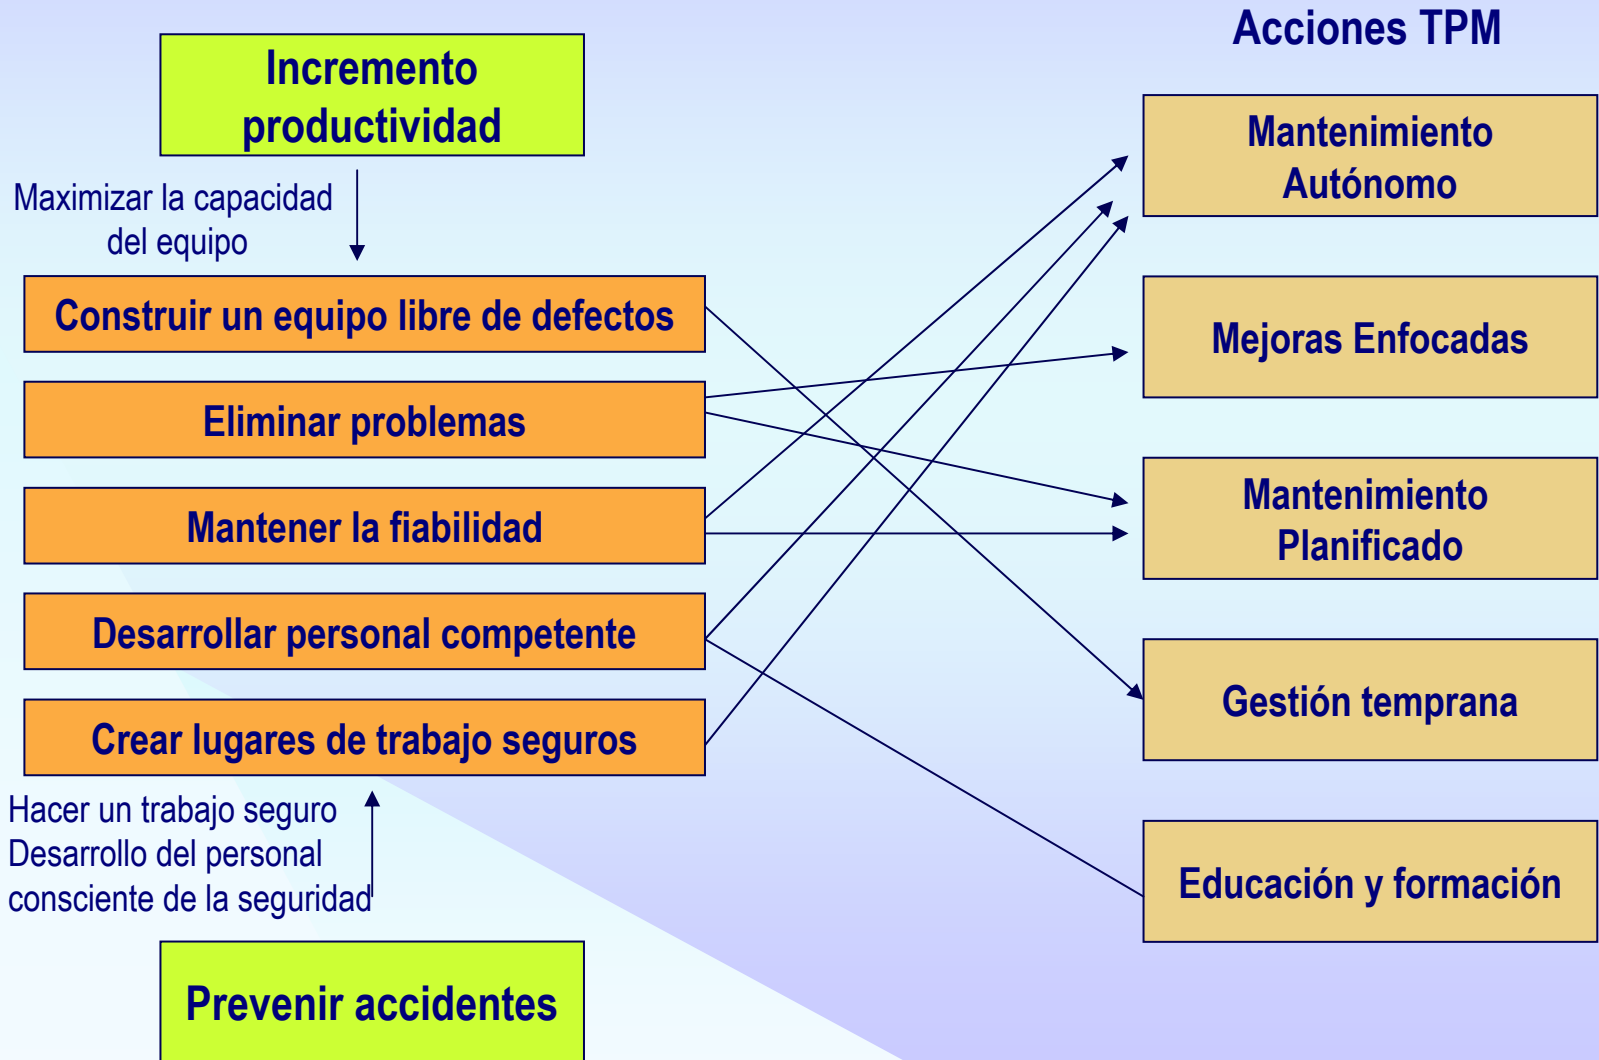 Acciones TPM
Incremento
productividad
Maximizar la capacidad
del equipo
Construir un equipo libre de defectos
Eliminar problemas
Mantener la fiabilidad
Desarrollar personal competente
Crear lugares de trabajo seguros
Hacer un trabajo seguro
Desarrollo del personal
consciente de la seguridad
Prevenir accidentes
Mantenimiento
Autónomo
Mejoras Enfocadas
Mantenimiento
Planificado
Gestión temprana
Educación y formación